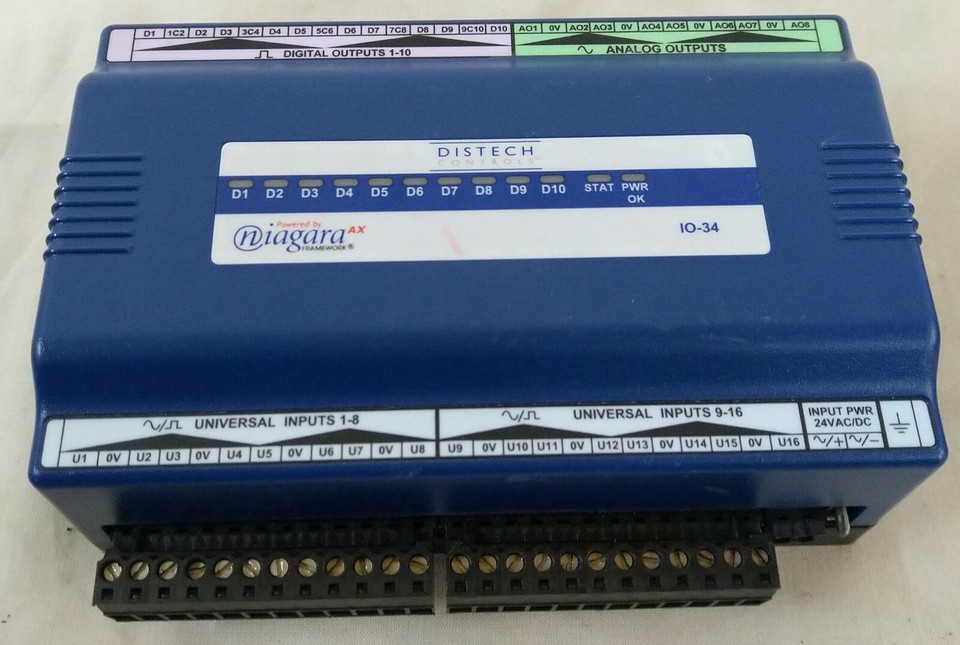 D1 1C2 D2 D3 3C4 D4 D5 5C6 D6 D7 7C8 D8 D9 9C10 D10 AO1 0V AO2 AO3 0V AO4 AO5 0V AO6 AO7 0V AO8
DIGITAL OUTPUTS 1-10 ANALOG OUTPUTS
DISTECH
CONTROLS™
D1 D2 D3 D4 D5 D6 D7 D8 D9 D10 STAT PWR
OK
Powered by
niagara AX
FRAMEWORK®
IO-34
UNIVERSAL INPUTS 1-8 UNIVERSAL INPUTS 9-16 INPUT PWR
24VAC/DC
U1 0V U2 U3 0V U4 U5 0V U6 U7 0V U8 U9 0V U10 U11 0V U12 U13 0V U14 U15 0V U16 ∿/+ ∿/−